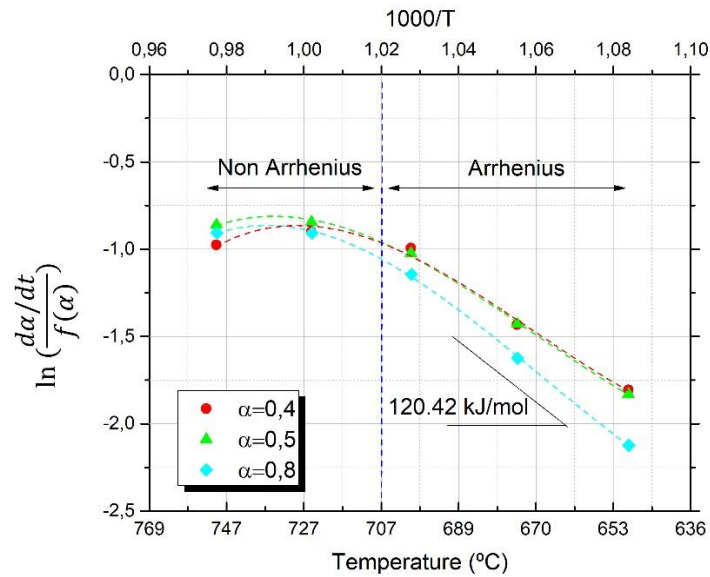 1000/T
0,96 0,98 1,00 1,02 1,04 1,06 1,08 1,10
0,0
-0,5
-1,0
-1,5
-2,0
-2,5
ln (dα/dt / f(α))
Non Arrhenius
Arrhenius
120.42 kJ/mol
α=0,4
α=0,5
α=0,8
769 747 727 707 689 670 653 636
Temperature (ºC)